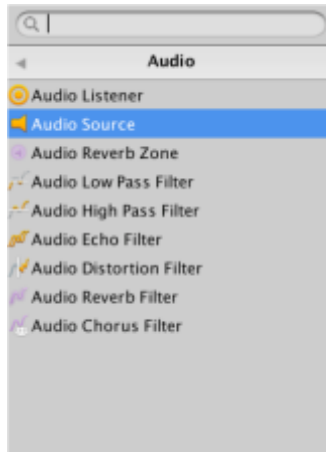 Audio
Audio Listener
Audio Source
Audio Reverb Zone
Audio Low Pass Filter
Audio High Pass Filter
Audio Echo Filter
Audio Distortion Filter
Audio Reverb Filter
Audio Chorus Filter